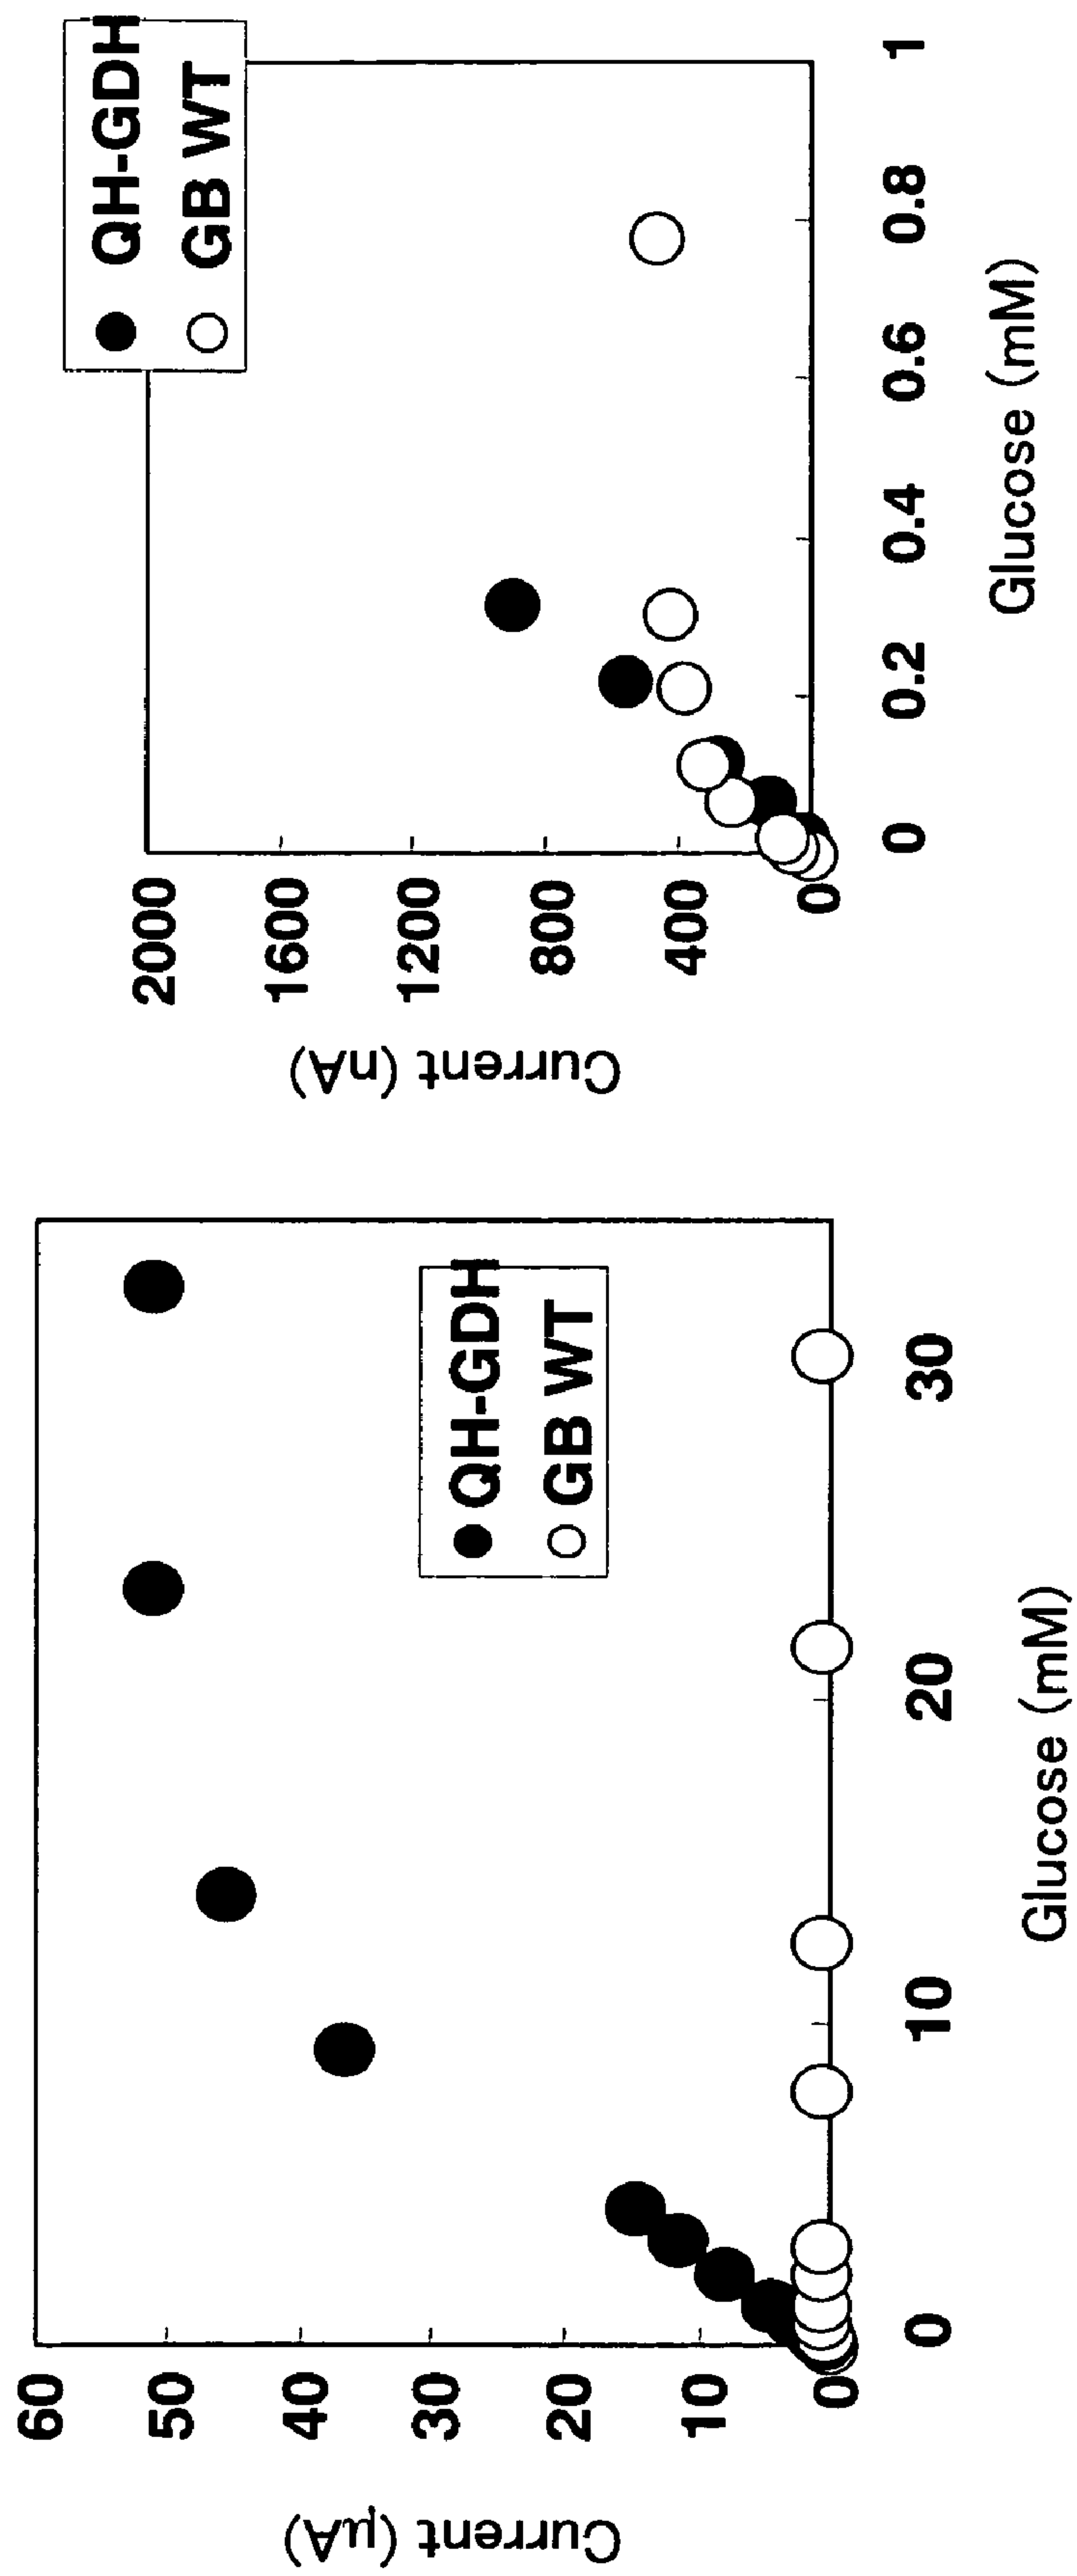 Current (μA)
60
50
40
30
20
10
0
0
10
20
30
Glucose (mM)
QH-GDH
GB WT
Current (nA)
2000
1600
1200
800
400
0
0
0.2
0.4
0.6
0.8
1
Glucose (mM)
QH-GDH
GB WT